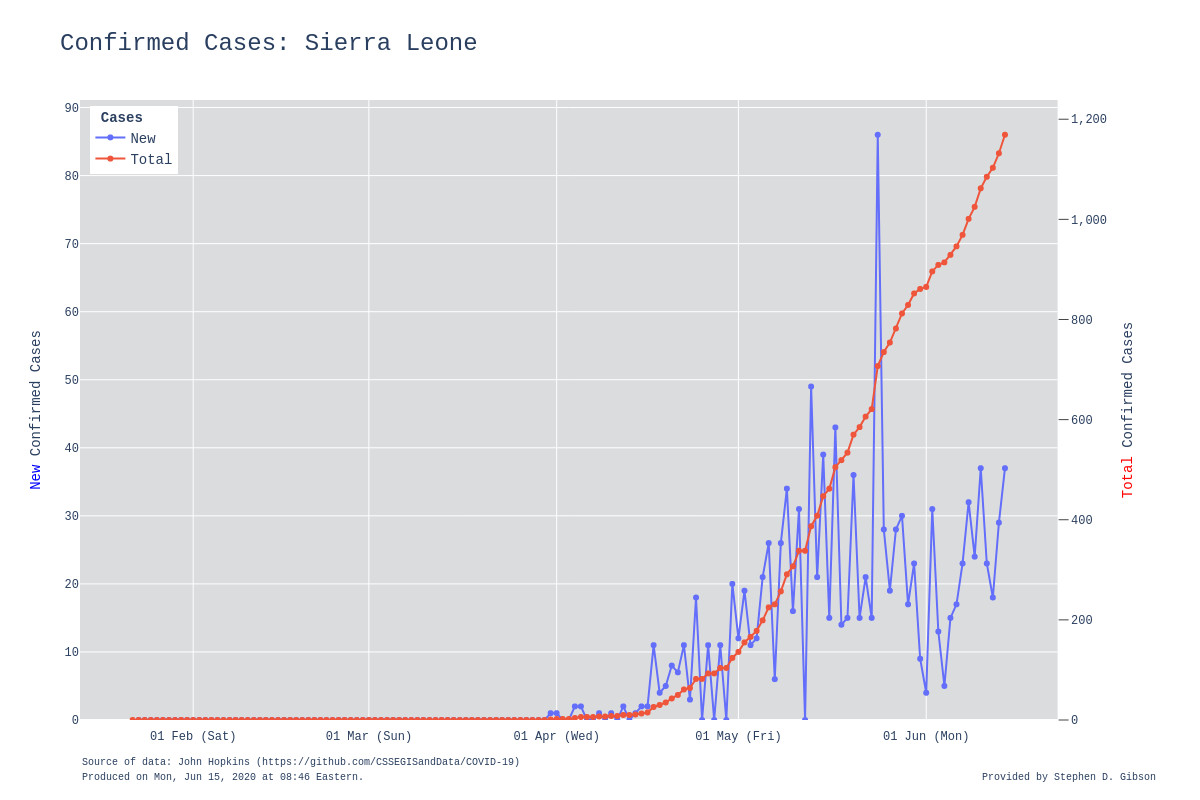 Confirmed Cases: Sierra Leone
Cases
New
Total
90
80
70
60
50
40
30
20
10
0
New Confirmed Cases
1,200
1,000
800
600
400
200
0
Total Confirmed Cases
01 Feb (Sat)
01 Mar (Sun)
01 Apr (Wed)
01 May (Fri)
01 Jun (Mon)
Source of data: John Hopkins (https://github.com/CSSEGISandData/COVID-19)
Produced on Mon, Jun 15, 2020 at 08:46 Eastern.
Provided by Stephen D. Gibson